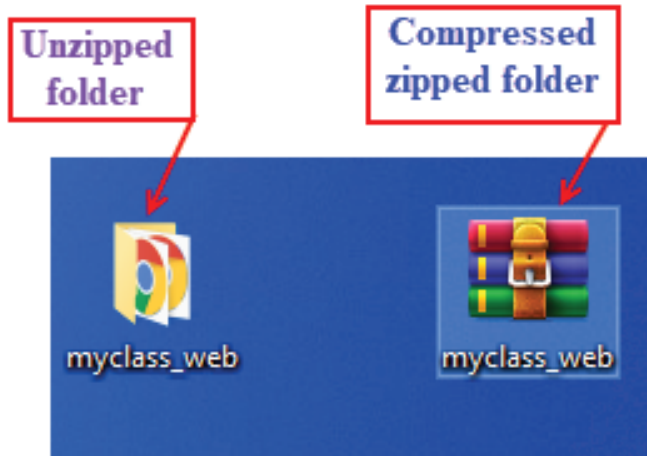 Unzipped
folder
Compressed
zipped folder
myclass_web
myclass_web